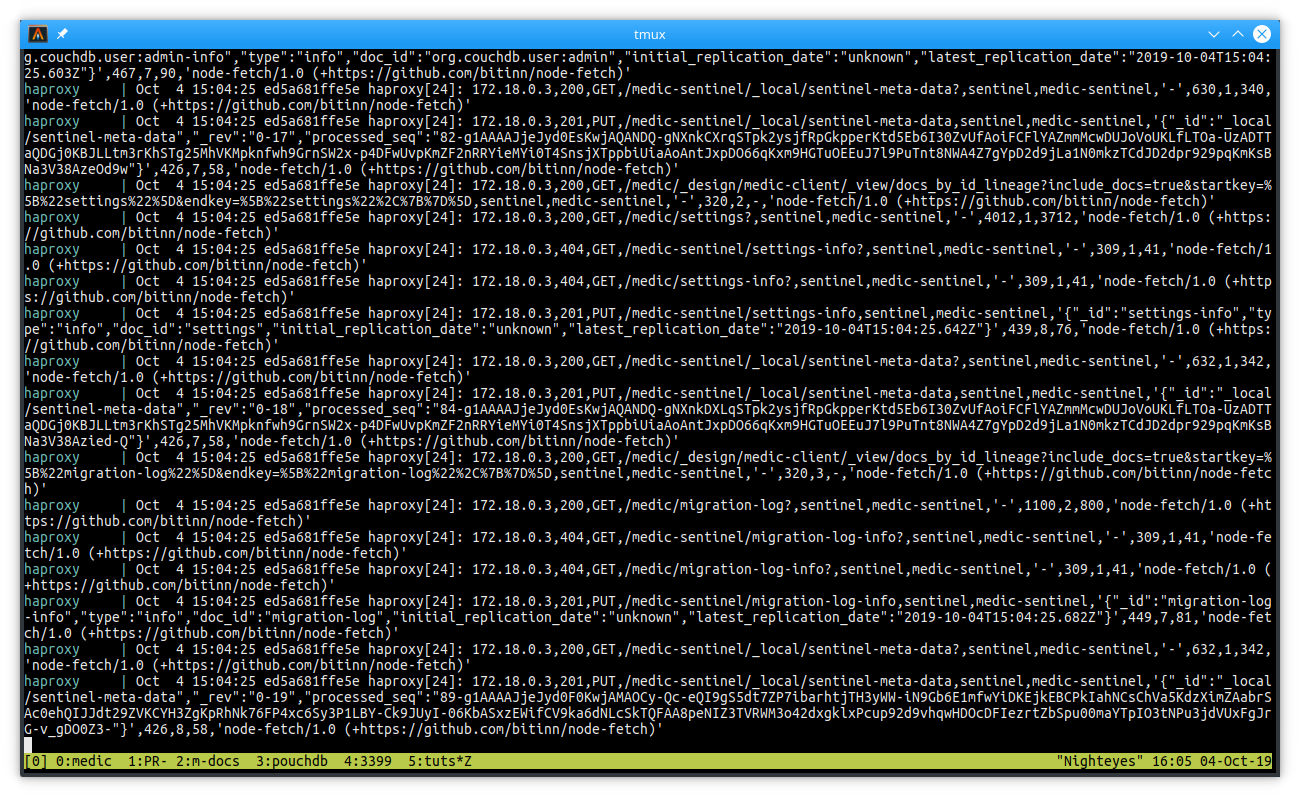 tmux
g.couchdb.user:admin-info","type":"info","doc_id":"org.couchdb.user:admin","initial_replication_date":"unknown","latest_replication_date":"2019-10-04T15:04:
25.603Z"}',467,7,90,'node-fetch/1.0 (+https://github.com/bitinn/node-fetch)'
haproxy     | Oct  4 15:04:25 ed5a681ffe5e haproxy[24]: 172.18.0.3,200,GET,/medic-sentinel/_local/sentinel-meta-data?,sentinel,medic-sentinel,'-',630,1,340,
'node-fetch/1.0 (+https://github.com/bitinn/node-fetch)'
haproxy     | Oct  4 15:04:25 ed5a681ffe5e haproxy[24]: 172.18.0.3,201,PUT,/medic-sentinel/_local/sentinel-meta-data,sentinel,medic-sentinel,'{"_id":"_local
/sentinel-meta-data","_rev":"0-17","processed_seq":"82-g1AAAAJjeJyd0EsKwjAQANDQ-gNXnkCXrqSTpk2ysjfRpGkpperKtd5Eb6I30ZvUfAoiFCFlYAZmmMcwDUJoVoUKLfLTOa-UzADTT
aQDGj0KBJLLtm3rKhSTg25MhVKMpknfwh9GrnSW2x-p4DFwUvpKmZF2nRRYieMYi0T4SnsjXTppbiUiaAoAntJxpDO66qKxm9HGTuOEEuJ7l9PuTnt8NWA4Z7gYpD2d9jLa1N0mkzTCdJD2dpr929pqKmKsB
Na3V38AzeOd9w"}',426,7,58,'node-fetch/1.0 (+https://github.com/bitinn/node-fetch)'
haproxy     | Oct  4 15:04:25 ed5a681ffe5e haproxy[24]: 172.18.0.3,200,GET,/medic/_design/medic-client/_view/docs_by_id_lineage?include_docs=true&startkey=%
5B%22settings%22%5D&endkey=%5B%22settings%22%2C%7B%7D%5D,sentinel,medic-sentinel,'-',320,2,-,'node-fetch/1.0 (+https://github.com/bitinn/node-fetch)'
haproxy     | Oct  4 15:04:25 ed5a681ffe5e haproxy[24]: 172.18.0.3,200,GET,/medic/settings?,sentinel,medic-sentinel,'-',4012,1,3712,'node-fetch/1.0 (+https:
//github.com/bitinn/node-fetch)'
haproxy     | Oct  4 15:04:25 ed5a681ffe5e haproxy[24]: 172.18.0.3,404,GET,/medic-sentinel/settings-info?,sentinel,medic-sentinel,'-',309,1,41,'node-fetch/1
.0 (+https://github.com/bitinn/node-fetch)'
haproxy     | Oct  4 15:04:25 ed5a681ffe5e haproxy[24]: 172.18.0.3,404,GET,/medic-sentinel/settings-info?,sentinel,medic-sentinel,'-',309,1,41,'node-fetch/1.0 (+http
s://github.com/bitinn/node-fetch)'
haproxy     | Oct  4 15:04:25 ed5a681ffe5e haproxy[24]: 172.18.0.3,201,PUT,/medic-sentinel/settings-info,sentinel,medic-sentinel,'{"_id":"settings-info","ty
pe":"info","doc_id":"settings","initial_replication_date":"unknown","latest_replication_date":"2019-10-04T15:04:25.642Z"}',439,8,76,'node-fetch/1.0 (+https:
//github.com/bitinn/node-fetch)'
haproxy     | Oct  4 15:04:25 ed5a681ffe5e haproxy[24]: 172.18.0.3,200,GET,/medic-sentinel/_local/sentinel-meta-data?,sentinel,medic-sentinel,'-',632,1,342,
'node-fetch/1.0 (+https://github.com/bitinn/node-fetch)'
haproxy     | Oct  4 15:04:25 ed5a681ffe5e haproxy[24]: 172.18.0.3,201,PUT,/medic-sentinel/_local/sentinel-meta-data,sentinel,medic-sentinel,'{"_id":"_local
/sentinel-meta-data","_rev":"0-18","processed_seq":"84-g1AAAAJjeJyd0EsKwjAQANDQ-gNXnkDXLqSTpk2ysjfRpGkpperKtd5Eb6I30ZvUfAoiFCFlYAZmmMcwDUJoVoUKLfLTOa-UzADTT
aQDGj0KBJLLtm3rKhSTg25MhVKMpknfwh9GrnSW2x-p4DFwUvpKmZF2nRRYieMYi0T4SnsjXTppbiUiaAoAntJxpDO66qKxm9HGTuOEEuJ7l9PuTnt8NWA4Z7gYpD2d9jLa1N0mkzTCdJD2dpr929pqKmKsB
Na3V38Azied-Q"}',426,7,58,'node-fetch/1.0 (+https://github.com/bitinn/node-fetch)'
haproxy     | Oct  4 15:04:25 ed5a681ffe5e haproxy[24]: 172.18.0.3,200,GET,/medic/_design/medic-client/_view/docs_by_id_lineage?include_docs=true&startkey=%
5B%22migration-log%22%5D&endkey=%5B%22migration-log%22%2C%7B%7D%5D,sentinel,medic-sentinel,'-',320,3,-,'node-fetch/1.0 (+https://github.com/bitinn/node-fetc
h)'
haproxy     | Oct  4 15:04:25 ed5a681ffe5e haproxy[24]: 172.18.0.3,200,GET,/medic/migration-log?,sentinel,medic-sentinel,'-',1100,2,800,'node-fetch/1.0 (+ht
tps://github.com/bitinn/node-fetch)'
haproxy     | Oct  4 15:04:25 ed5a681ffe5e haproxy[24]: 172.18.0.3,404,GET,/medic-sentinel/migration-log-info?,sentinel,medic-sentinel,'-',309,1,41,'node-fe
tch/1.0 (+https://github.com/bitinn/node-fetch)'
haproxy     | Oct  4 15:04:25 ed5a681ffe5e haproxy[24]: 172.18.0.3,404,GET,/medic-sentinel/migration-log-info?,sentinel,medic-sentinel,'-',309,1,41,'node-fetch/1.0 (
+https://github.com/bitinn/node-fetch)'
haproxy     | Oct  4 15:04:25 ed5a681ffe5e haproxy[24]: 172.18.0.3,201,PUT,/medic-sentinel/migration-log-info,sentinel,medic-sentinel,'{"_id":"migration-log
-info","type":"info","doc_id":"migration-log","initial_replication_date":"unknown","latest_replication_date":"2019-10-04T15:04:25.682Z"}',449,7,81,'node-fet
ch/1.0 (+https://github.com/bitinn/node-fetch)'
haproxy     | Oct  4 15:04:25 ed5a681ffe5e haproxy[24]: 172.18.0.3,200,GET,/medic-sentinel/_local/sentinel-meta-data?,sentinel,medic-sentinel,'-',632,1,342,
'node-fetch/1.0 (+https://github.com/bitinn/node-fetch)'
haproxy     | Oct  4 15:04:25 ed5a681ffe5e haproxy[24]: 172.18.0.3,201,PUT,/medic-sentinel/_local/sentinel-meta-data,sentinel,medic-sentinel,'{"_id":"_local
/sentinel-meta-data","_rev":"0-19","processed_seq":"89-g1AAAAJjeJyd0F0KwjAMAOCy-Qc-eQI9gS5dt7ZP7ibarhtjTH3yWW-iN9Gb6E1mfwYiDKEjkEBCPkIahNCsChVa5KdzXimZAabrS
Ac0ehQIJJdt29ZVKCYH3ZgKpRhNk76FP4xc6Sy3P1LBY-Ck9JUyI-06KbASxzEWifCV9ka6dNLcSkTQFAA8peNIZ3TVRWM3o42dxgklxPcup92d9vhqwHDOcDFIezrtZbSpu00maYTpIO3tNPu3jdVUxFgJr
G-v_gDO0Z3-"}',426,8,58,'node-fetch/1.0 (+https://github.com/bitinn/node-fetch)'
[0] 0:medic  1:PR- 2:m-docs  3:pouchdb  4:3399  5:tuts*Z "Nighteyes" 16:05 04-Oct-19